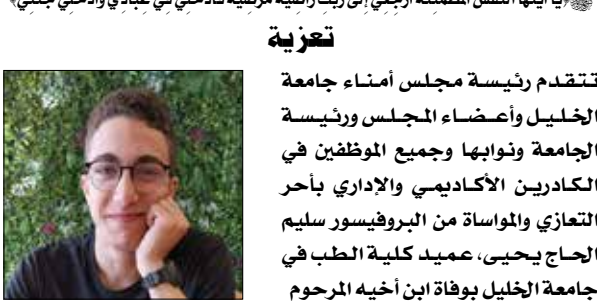 يا أيتها النفس المطمئنة ارجعي إلى ربك راضية مرضية فادخلي في عبادي وادخلي جنتي
تعزية
تتقدم رئيسة مجلس أمناء جامعة
الخليل وأعضاء المجلس ورئيسة
الجامعة ونوابها وجميع الموظفين في
الكادرين الأكاديمي والإداري بأحر
التعازي والمواساة من البروفيسور سليم
الحاج يحيى، عميد كلية الطب في
جامعة الخليل بوفاة ابن أخيه المرحوم